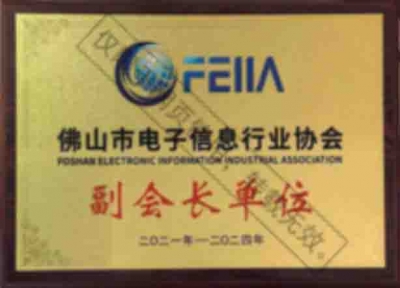 FEIIA
佛山市电子信息行业协会
FOSHAN ELECTRONIC INFORMATION INDUSTRIAL ASSOCIATION
副会长单位
二〇二一年—二〇二四年